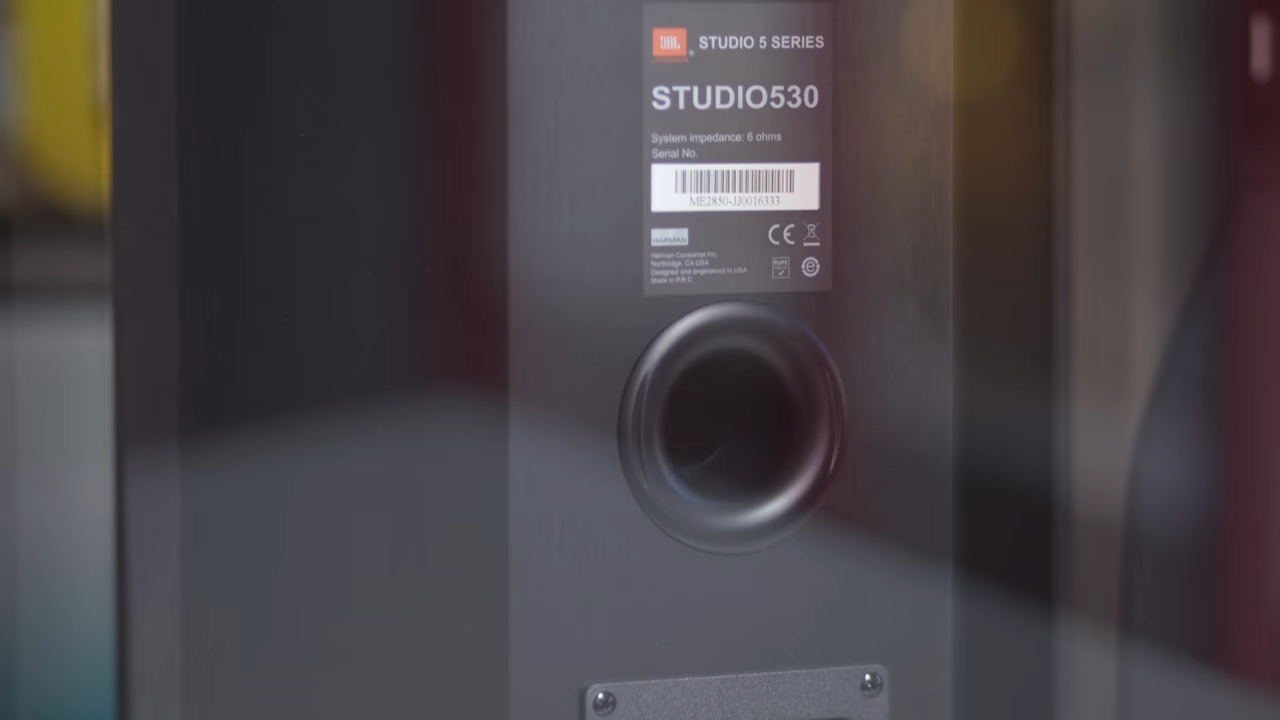 JBL
STUDIO 5 SERIES
STUDIO530
System impedance: 6 ohms
Serial No.
ME2850-JJ0016333
HARMAN
Harman Consumer, Inc.
Northridge, CA USA
Designed and engineered in USA
Made in P.R.C.
CE
RoHS
e